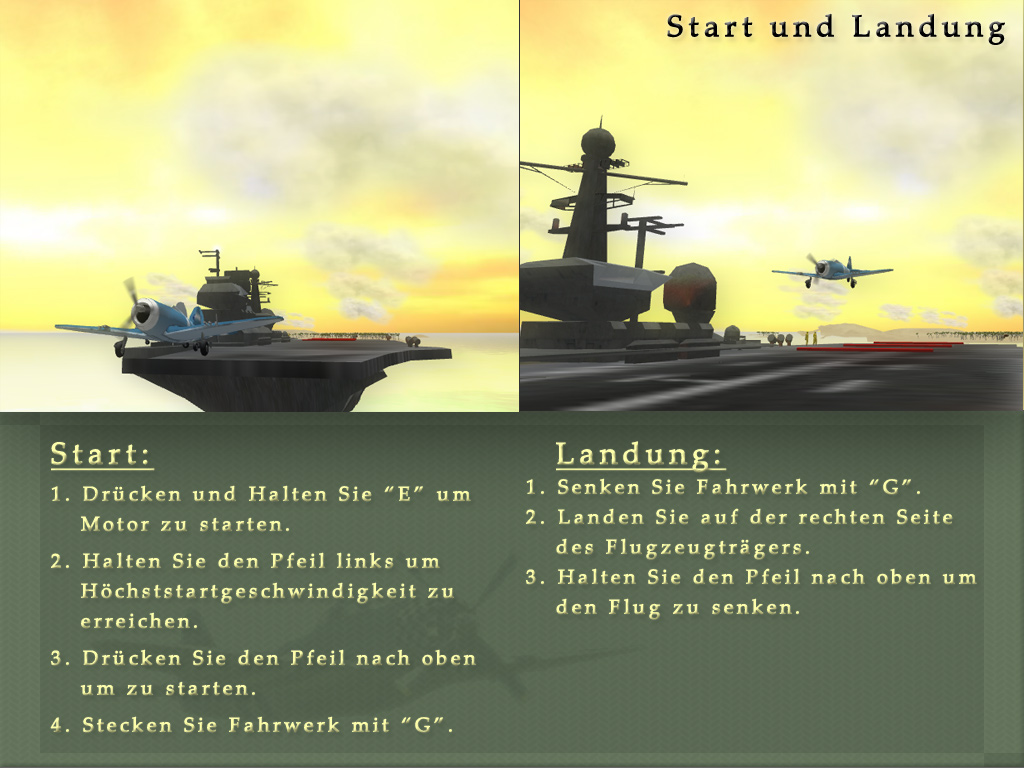 Start und Landung
Start:
1. Drücken und Halten Sie “E” um
Motor zu starten.
2. Halten Sie den Pfeil links um
Höchststartgeschwindigkeit zu
erreichen.
3. Drücken Sie den Pfeil nach oben
um zu starten.
4. Stecken Sie Fahrwerk mit “G”.
Landung:
1. Senken Sie Fahrwerk mit “G”.
2. Landen Sie auf der rechten Seite
des Flugzeugträgers.
3. Halten Sie den Pfeil nach oben um
den Flug zu senken.